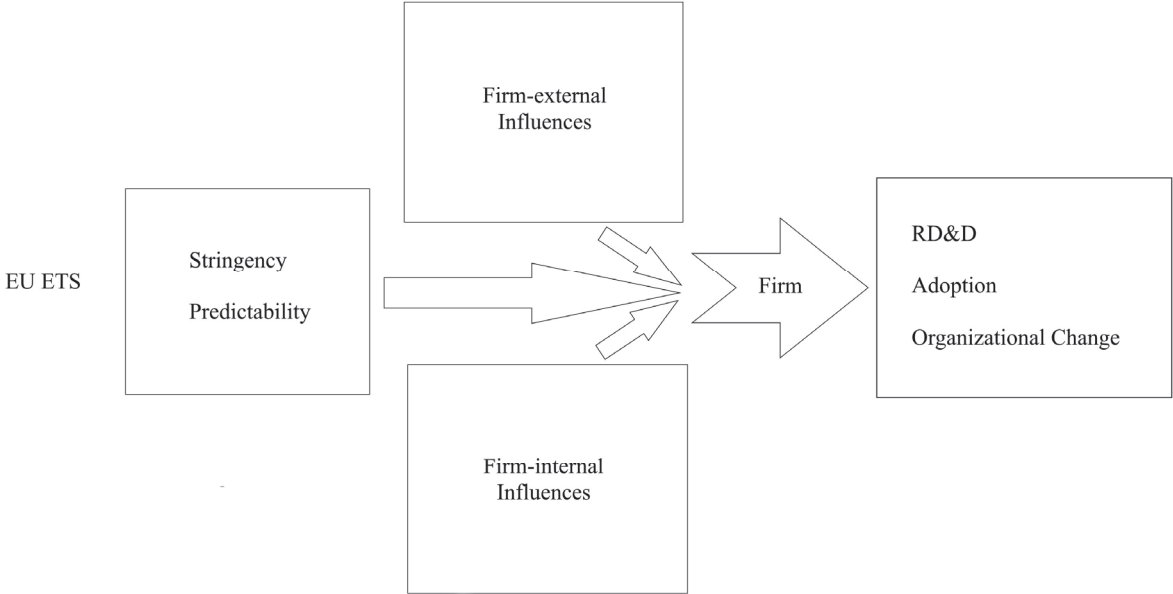 EU ETS
Stringency
Predictability
Firm-external
Influences
Firm-internal
Influences
Firm
RD&D
Adoption
Organizational Change